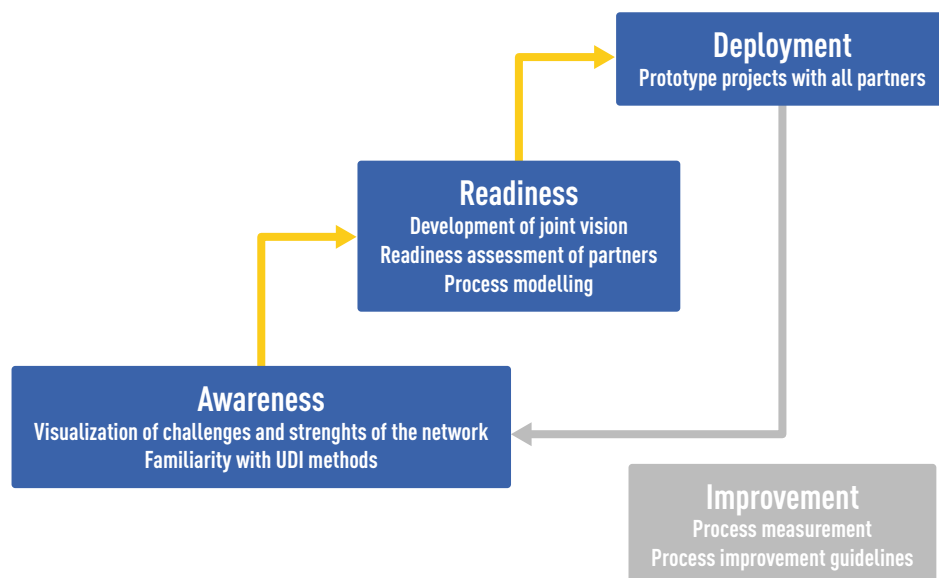 Deployment
Prototype projects with all partners
Readiness
Development of joint vision
Readiness assessment of partners
Process modelling
Awareness
Visualization of challenges and strenghts of the network
Familiarity with UDI methods
Improvement
Process measurement
Process improvement guidelines